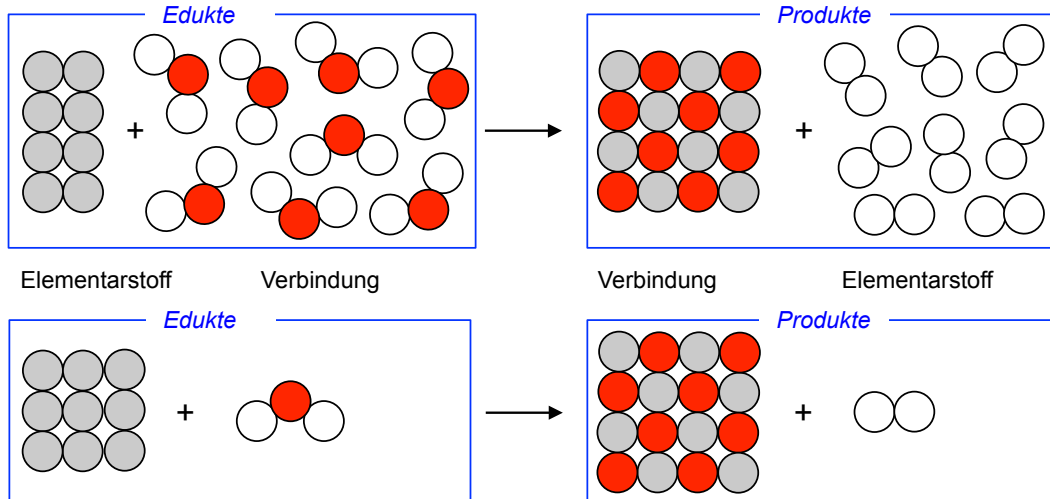 Edukte
Produkte
+
+
Elementarstoff
Verbindung
Verbindung
Elementarstoff
Edukte
Produkte
+
+